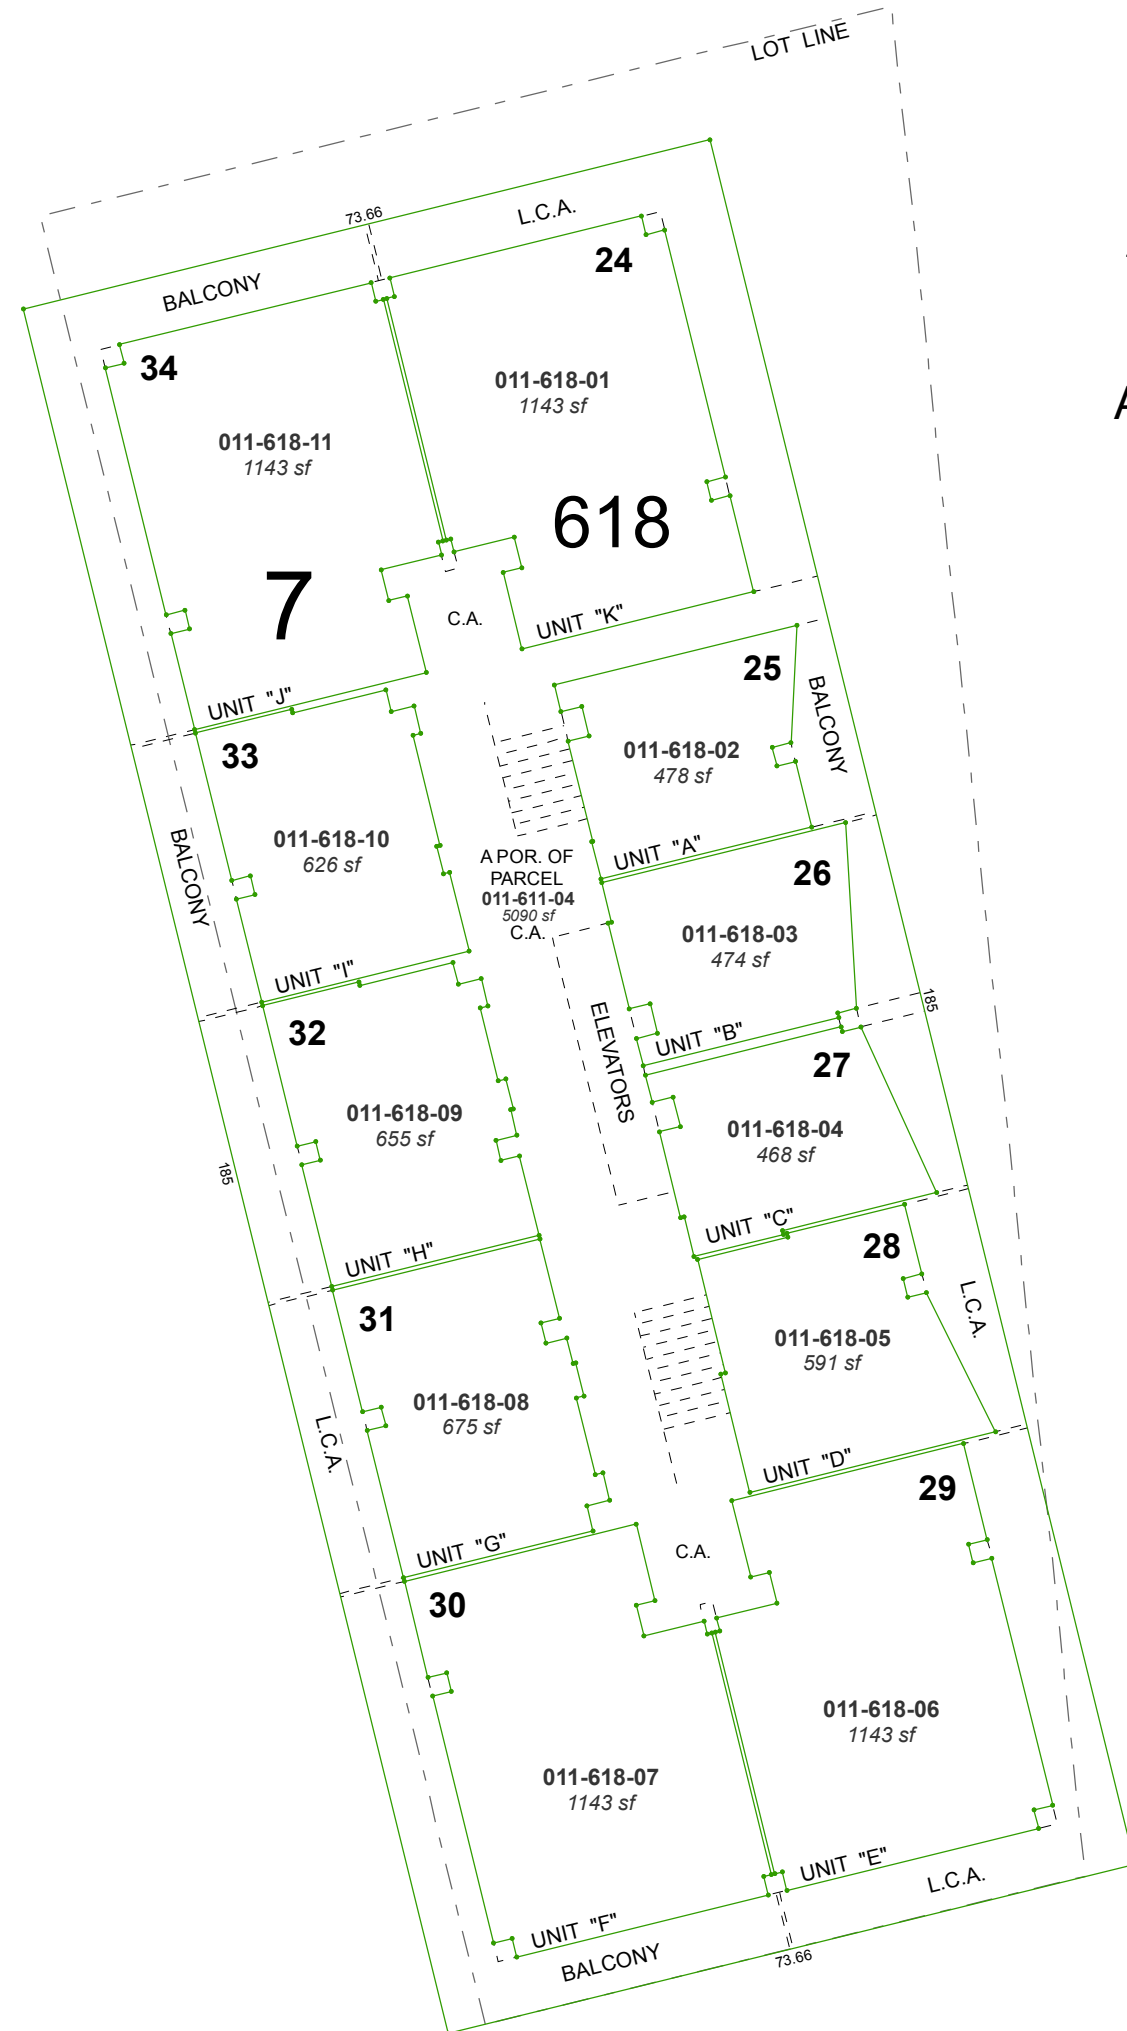 LOT LINE
73.66
L.C.A.
24
BALCONY
34
011-618-01
1143 sf
011-618-11
1143 sf
618
7
C.A.
UNIT "K"
25
UNIT "J"
BALCONY
33
011-618-02
478 sf
011-618-10
626 sf
BALCONY
UNIT "A"
A POR. OF
PARCEL
011-611-04
5090 sf
C.A.
26
011-618-03
474 sf
UNIT "I"
185
32
ELEVATORS
UNIT "B"
27
011-618-09
655 sf
011-618-04
468 sf
185
UNIT "C"
28
UNIT "H"
L.C.A.
31
011-618-05
591 sf
011-618-08
675 sf
L.C.A.
UNIT "D"
29
UNIT "G"
C.A.
30
011-618-06
1143 sf
011-618-07
1143 sf
UNIT "E"
L.C.A.
UNIT "F"
BALCONY
73.66